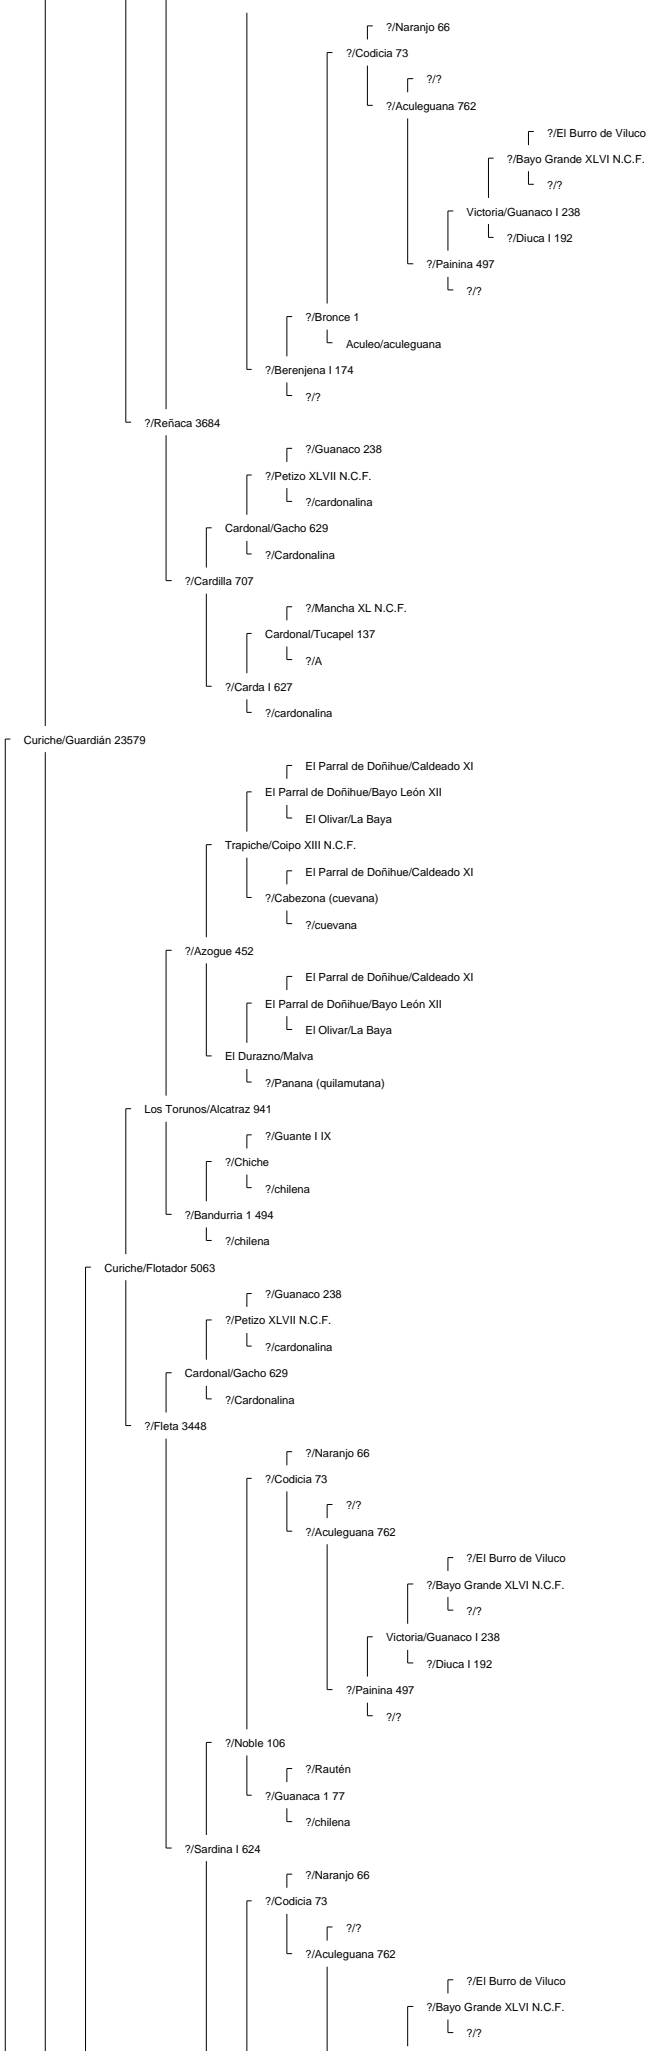 ?/Naranjo 66
?/Codicia 73
?/?
?/Aculeguana 762
?/El Burro de Viluco
?/Bayo Grande XLVI N.C.F.
?/?
Victoria/Guanaco I 238
?/Diuca I 192
?/Painina 497
?/?
?/Bronce 1
Aculeo/aculeguana
?/Berenjena I 174
?/?
?/Reñaca 3684
?/Guanaco 238
?/Petizo XLVII N.C.F.
?/cardonalina
Cardonal/Gacho 629
?/Cardonalina
?/Cardilla 707
?/Mancha XL N.C.F.
Cardonal/Tucapel 137
?/A
?/Carda I 627
?/cardonalina
Curiche/Guardián 23579
El Parral de Doñihue/Caldeado XI
El Parral de Doñihue/Bayo León XII
El Olivar/La Baya
Trapiche/Coipo XIII N.C.F.
El Parral de Doñihue/Caldeado XI
?/Cabezona (cuevana)
?/cuevana
?/Azogue 452
El Parral de Doñihue/Caldeado XI
El Parral de Doñihue/Bayo León XII
El Olivar/La Baya
El Durazno/Malva
?/Panana (quilamutana)
Los Torunos/Alcatraz 941
?/Guante I IX
?/Chiche
?/chilena
?/Bandurria 1 494
?/chilena
Curiche/Flotador 5063
?/Guanaco 238
?/Petizo XLVII N.C.F.
?/cardonalina
Cardonal/Gacho 629
?/Cardonalina
?/Fleta 3448
?/Naranjo 66
?/Codicia 73
?/?
?/Aculeguana 762
?/El Burro de Viluco
?/Bayo Grande XLVI N.C.F.
?/?
Victoria/Guanaco I 238
?/Diuca I 192
?/Painina 497
?/?
?/Noble 106
?/Rautén
?/Guanaca 1 77
?/chilena
?/Sardina I 624
?/Naranjo 66
?/Codicia 73
?/?
?/Aculeguana 762
?/El Burro de Viluco
?/Bayo Grande XLVI N.C.F.
?/?